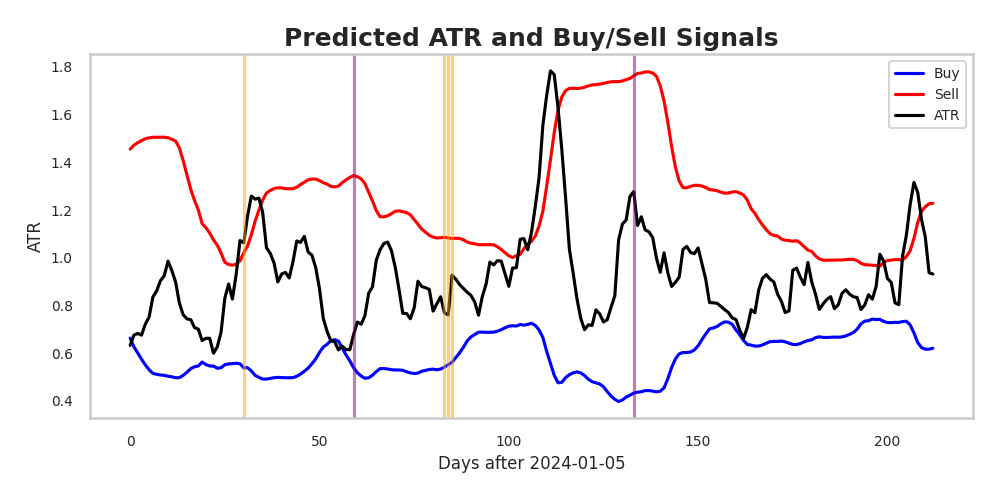 Predicted ATR and Buy/Sell Signals
1.8
1.6
1.4
1.2
1.0
0.8
0.6
0.4
ATR
Buy
Sell
ATR
0 50 100 150 200
Days after 2024-01-05